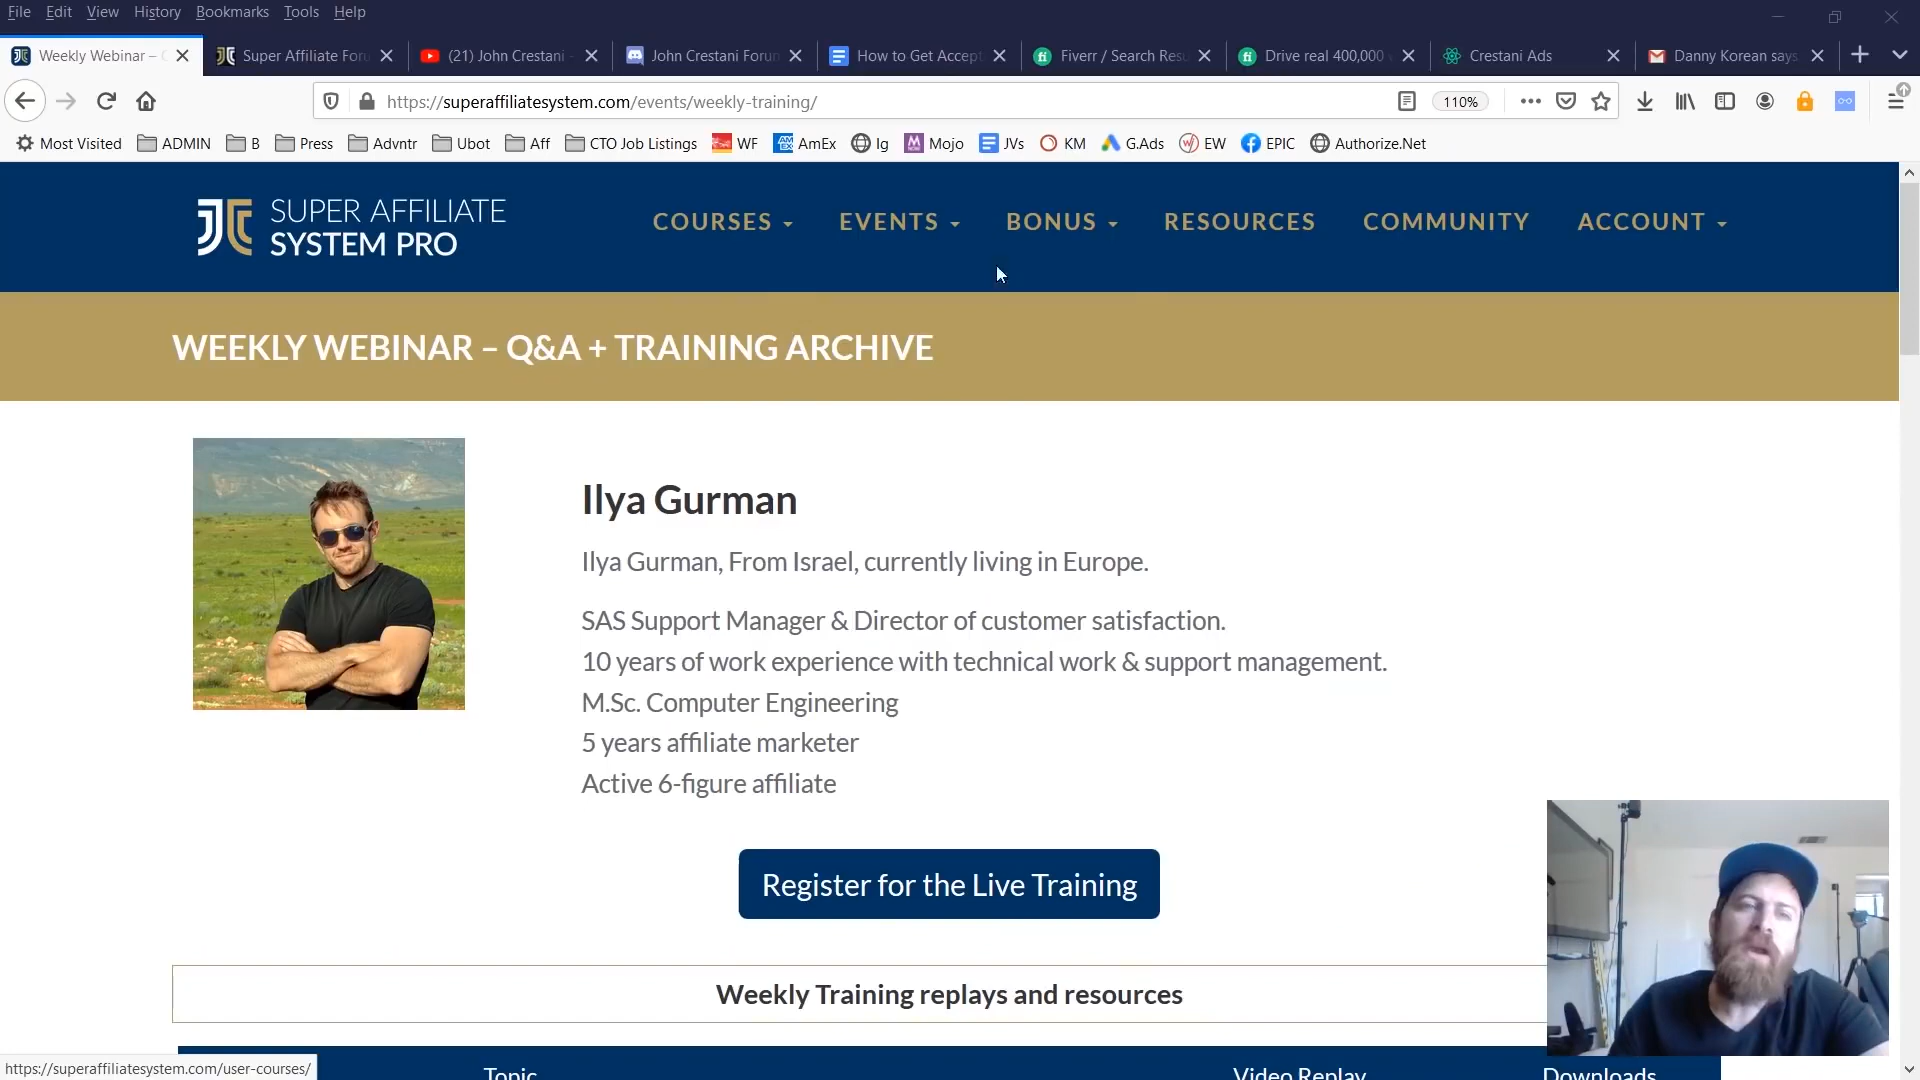 File Edit View History Bookmarks Tools Help
Weekly Webinar – Super Affiliate Foru (21) John Crestani - John Crestani Forun How to Get Accept Fiverr / Search Resu Drive real 400,000 Crestani Ads Danny Korean says
https://superaffiliatesystem.com/events/weekly-training/ 110%
Most Visited ADMIN B Press Advntr Ubot Aff CTO Job Listings WF AmEx Ig Mojo JVs KM G.Ads EW EPIC Authorize.Net
SUPER AFFILIATE
SYSTEM PRO
COURSES EVENTS BONUS RESOURCES COMMUNITY ACCOUNT
WEEKLY WEBINAR – Q&A + TRAINING ARCHIVE
Ilya Gurman
Ilya Gurman, From Israel, currently living in Europe.
SAS Support Manager & Director of customer satisfaction.
10 years of work experience with technical work & support management.
M.Sc. Computer Engineering
5 years affiliate marketer
Active 6-figure affiliate
Register for the Live Training
Weekly Training replays and resources
Topic Video Replay Downloads
https://superaffiliatesystem.com/user-courses/